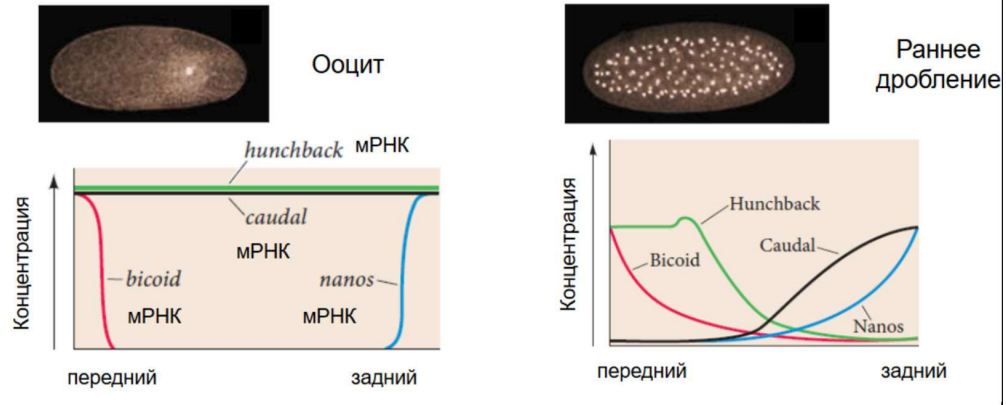 Ооцит
hunchback мРНК
caudal
мРНК
bicoid
nanos
мРНК
мРНК
Концентрация
передний
задний
Раннее
дробление
Hunchback
Caudal
Bicoid
Nanos
Концентрация
передний
задний